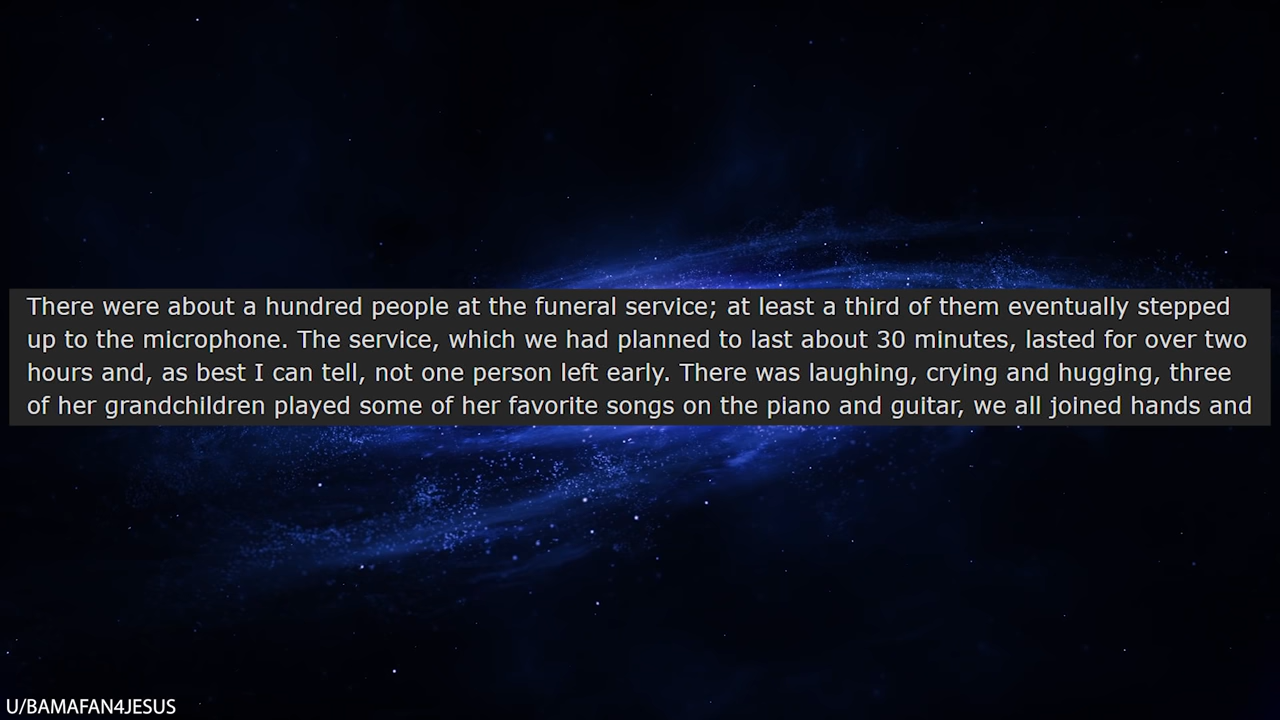 There were about a hundred people at the funeral service; at least a third of them eventually stepped
up to the microphone. The service, which we had planned to last about 30 minutes, lasted for over two
hours and, as best I can tell, not one person left early. There was laughing, crying and hugging, three
of her grandchildren played some of her favorite songs on the piano and guitar, we all joined hands and
U/BAMAFAN4JESUS